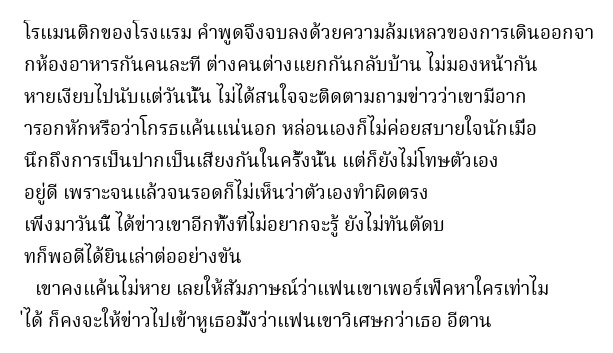 โรแมนติกของโรงแรม คำพูดจึงจบลงด้วยความล้มเหลวของการเดินออกจา
กห้องอาหารกันคนละที ต่างคนต่างแยกกันกลับบ้าน ไม่มองหน้ากัน
หายเงียบไปนับแต่วันนั้น ไม่ได้สนใจจะติดตามถามข่าวว่าเขามีอาก
ารอกหักหรือว่าโกรธแค้นแน่นอก หล่อนเองก็ไม่ค่อยสบายใจนักเมื่อ
นึกถึงการเป็นปากเป็นเสียงกันในครั้งนั้น แต่ก็ยังไม่โทษตัวเอง
อยู่ดี เพราะจนแล้วจนรอดก็ไม่เห็นว่าตัวเองทำผิดตรง
เพิ่งมาวันนี้ ได้ข่าวเขาอีกทั้งที่ไม่อยากจะรู้ ยังไม่ทันตัดบ
ทก็พอดีได้ยินเล่าต่ออย่างขัน
เขาคงแค้นไม่หาย เลยให้สัมภาษณ์ว่าแฟนเขาเพอร์เฟ็คหาใครเท่าไม
่ได้ ก็คงจะให้ข่าวไปเข้าหูเธอมั้งว่าแฟนเขาวิเศษกว่าเธอ อีตาน